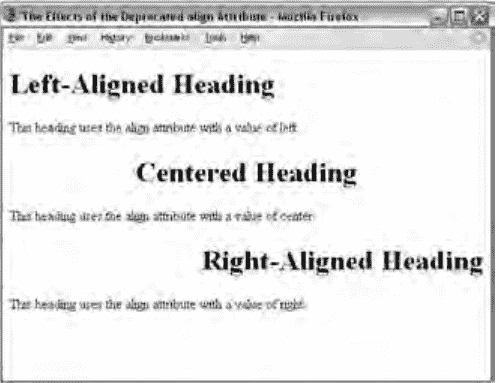 The Effects of the Deprecated align Attribute - Mozilla Firefox
File Edit View History Bookmarks Tools Help
Left-Aligned Heading
This heading uses the align attribute with a value of left.
Centered Heading
This heading uses the align attribute with a value of center.
Right-Aligned Heading
This heading uses the align attribute with a value of right.